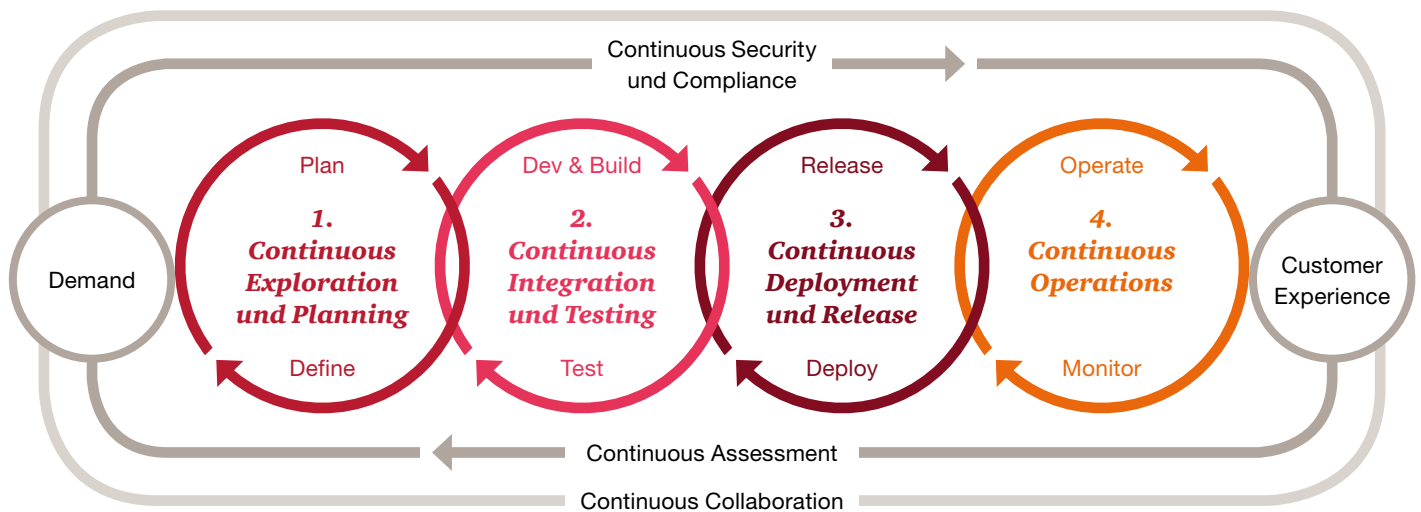 Continuous Security
und Compliance
Demand
Plan
1.
Continuous
Exploration
und Planning
Define
Dev & Build
2.
Continuous
Integration
und Testing
Test
Release
3.
Continuous
Deployment
und Release
Deploy
Operate
4.
Continuous
Operations
Monitor
Customer
Experience
Continuous Assessment
Continuous Collaboration